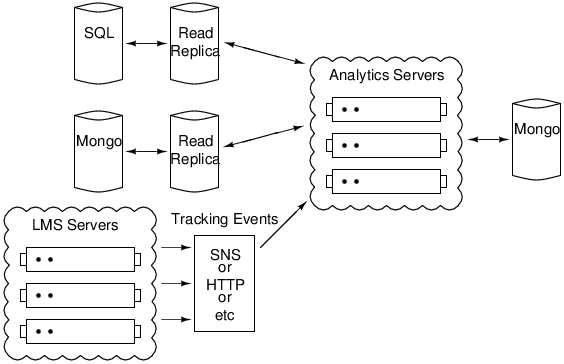 SQL
Read
Replica
Analytics Servers
Mongo
Read
Replica
Mongo
LMS Servers
Tracking Events
SNS
or
HTTP
or
etc